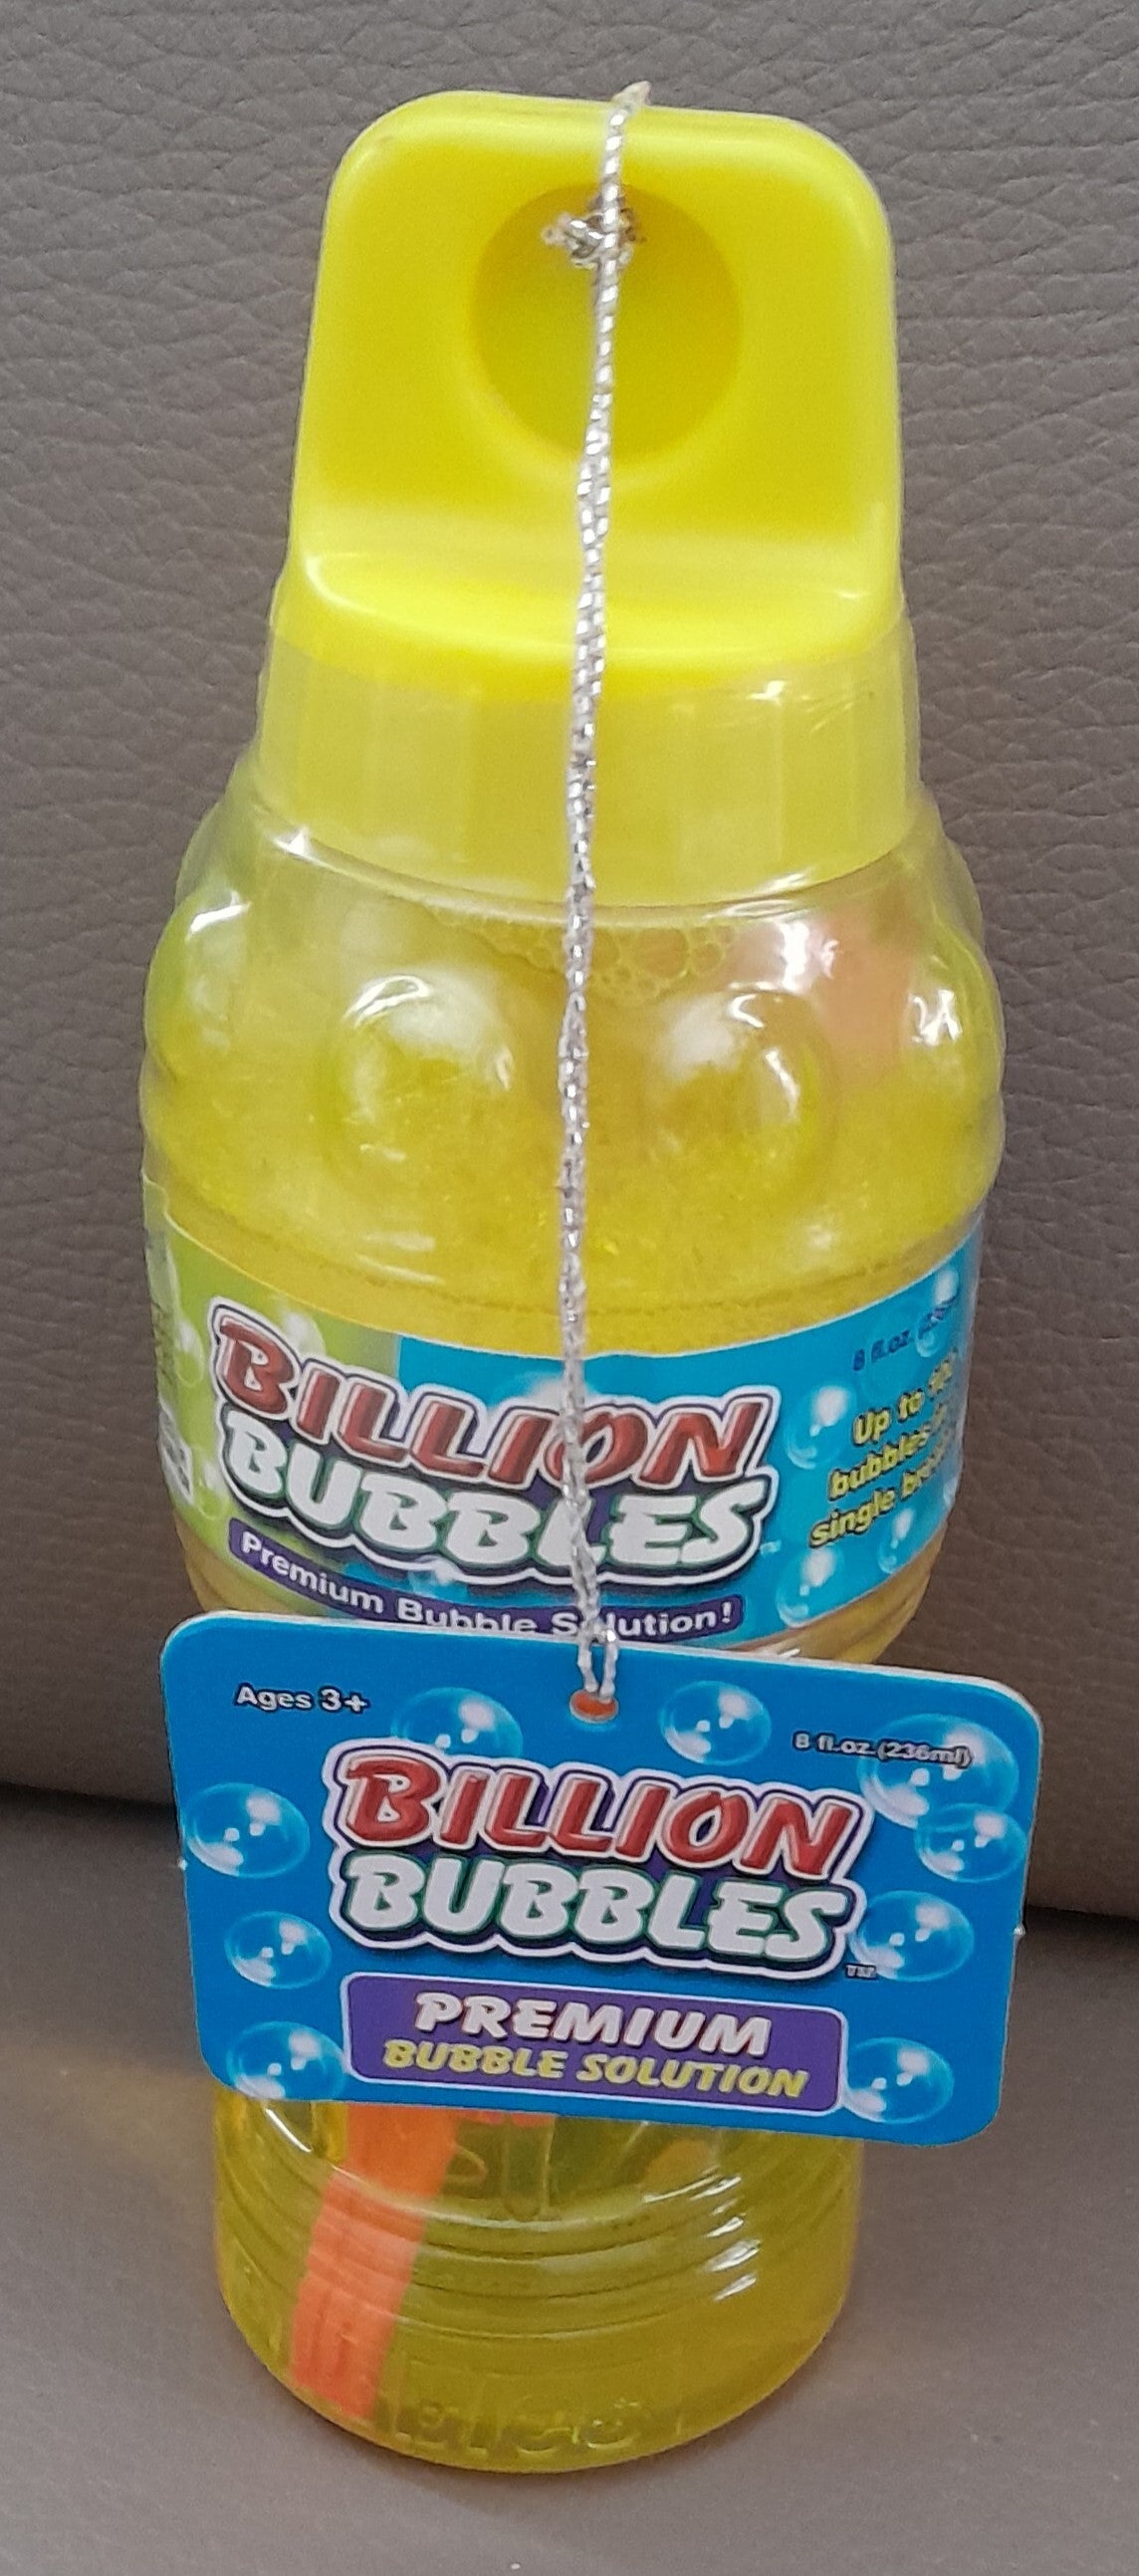 8 fl.oz.
BILLION
BUBBLES
Premium Bubble Solution!
Up to
bubbles
single
Ages 3+
8 fl.oz.(236ml)
BILLION
BUBBLES™
PREMIUM
BUBBLE SOLUTION